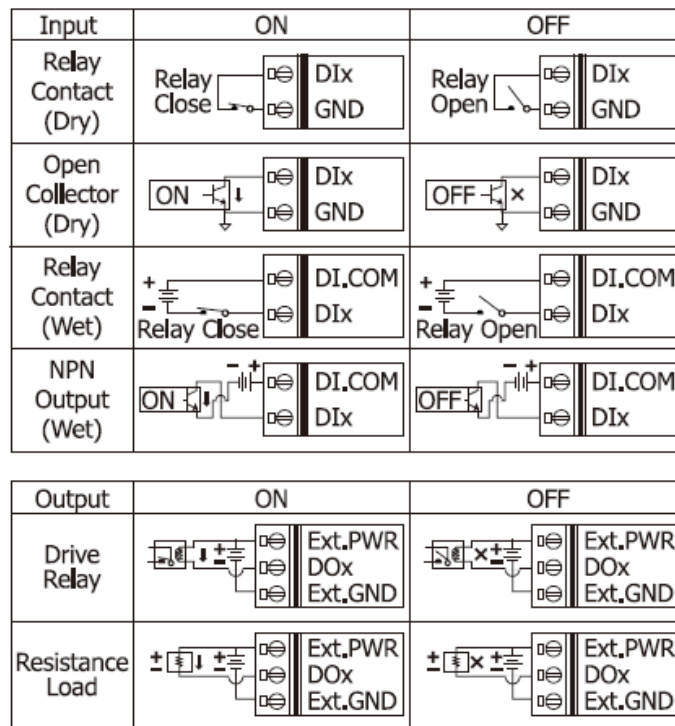 Input ON OFF
Relay Contact (Dry)
Relay Close
DIx
GND
Relay Open
DIx
GND
Open Collector (Dry)
ON
DIx
GND
OFF
DIx
GND
Relay Contact (Wet)
+
-
Relay Close
DI.COM
DIx
+
-
Relay Open
DI.COM
DIx
NPN Output (Wet)
ON
- +
DI.COM
DIx
OFF
- +
DI.COM
DIx
Output ON OFF
Drive Relay
+
-
Ext.PWR
DOx
Ext.GND
×
+
-
Ext.PWR
DOx
Ext.GND
Resistance Load
+
-
+
-
Ext.PWR
DOx
Ext.GND
+
-
×
+
-
Ext.PWR
DOx
Ext.GND